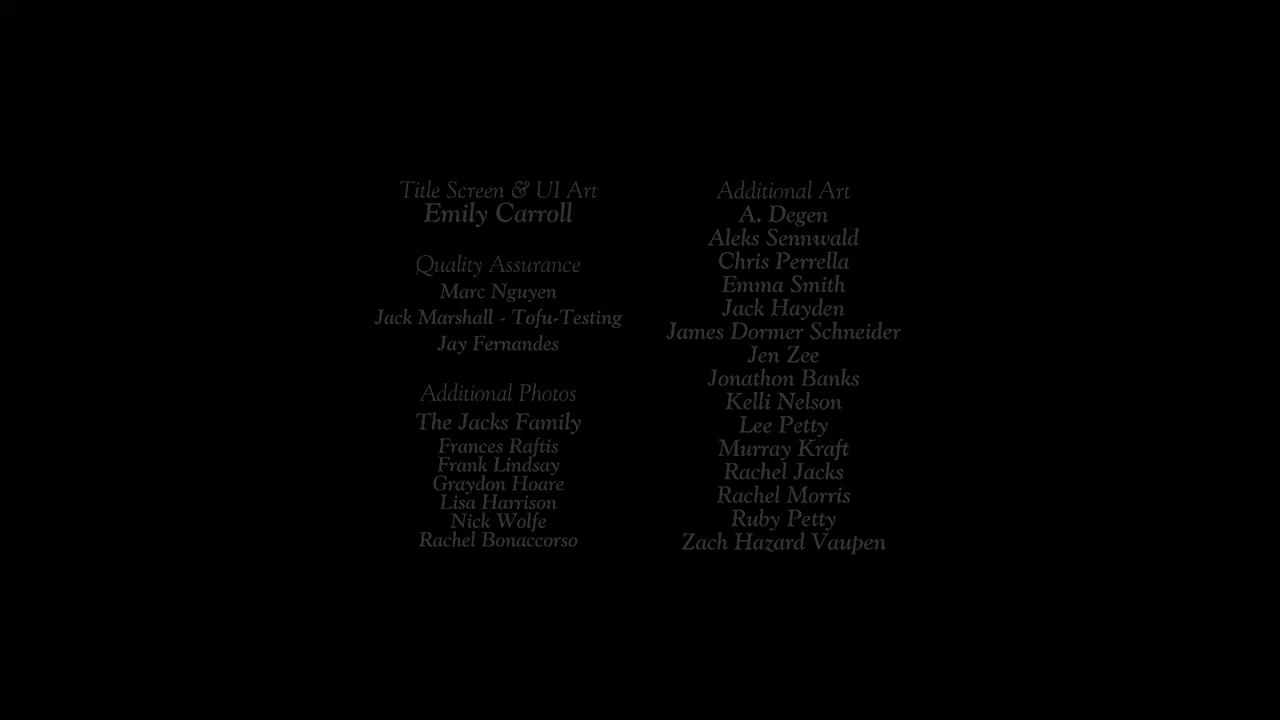 Title Screen & UI Art
Emily Carroll
Quality Assurance
Marc Nguyen
Jack Marshall - Tofu-Testing
Jay Fernandes
Additional Photos
The Jacks Family
Frances Raftis
Frank Lindsay
Graydon Hoare
Lisa Harrison
Nick Wolfe
Rachel Bonaccorso
Additional Art
A. Degen
Aleks Sennwald
Chris Perrella
Emma Smith
Jack Hayden
James Dormer Schneider
Jen Zee
Jonathon Banks
Kelli Nelson
Lee Petty
Murray Kraft
Rachel Jacks
Rachel Morris
Ruby Petty
Zach Hazard Vaupen